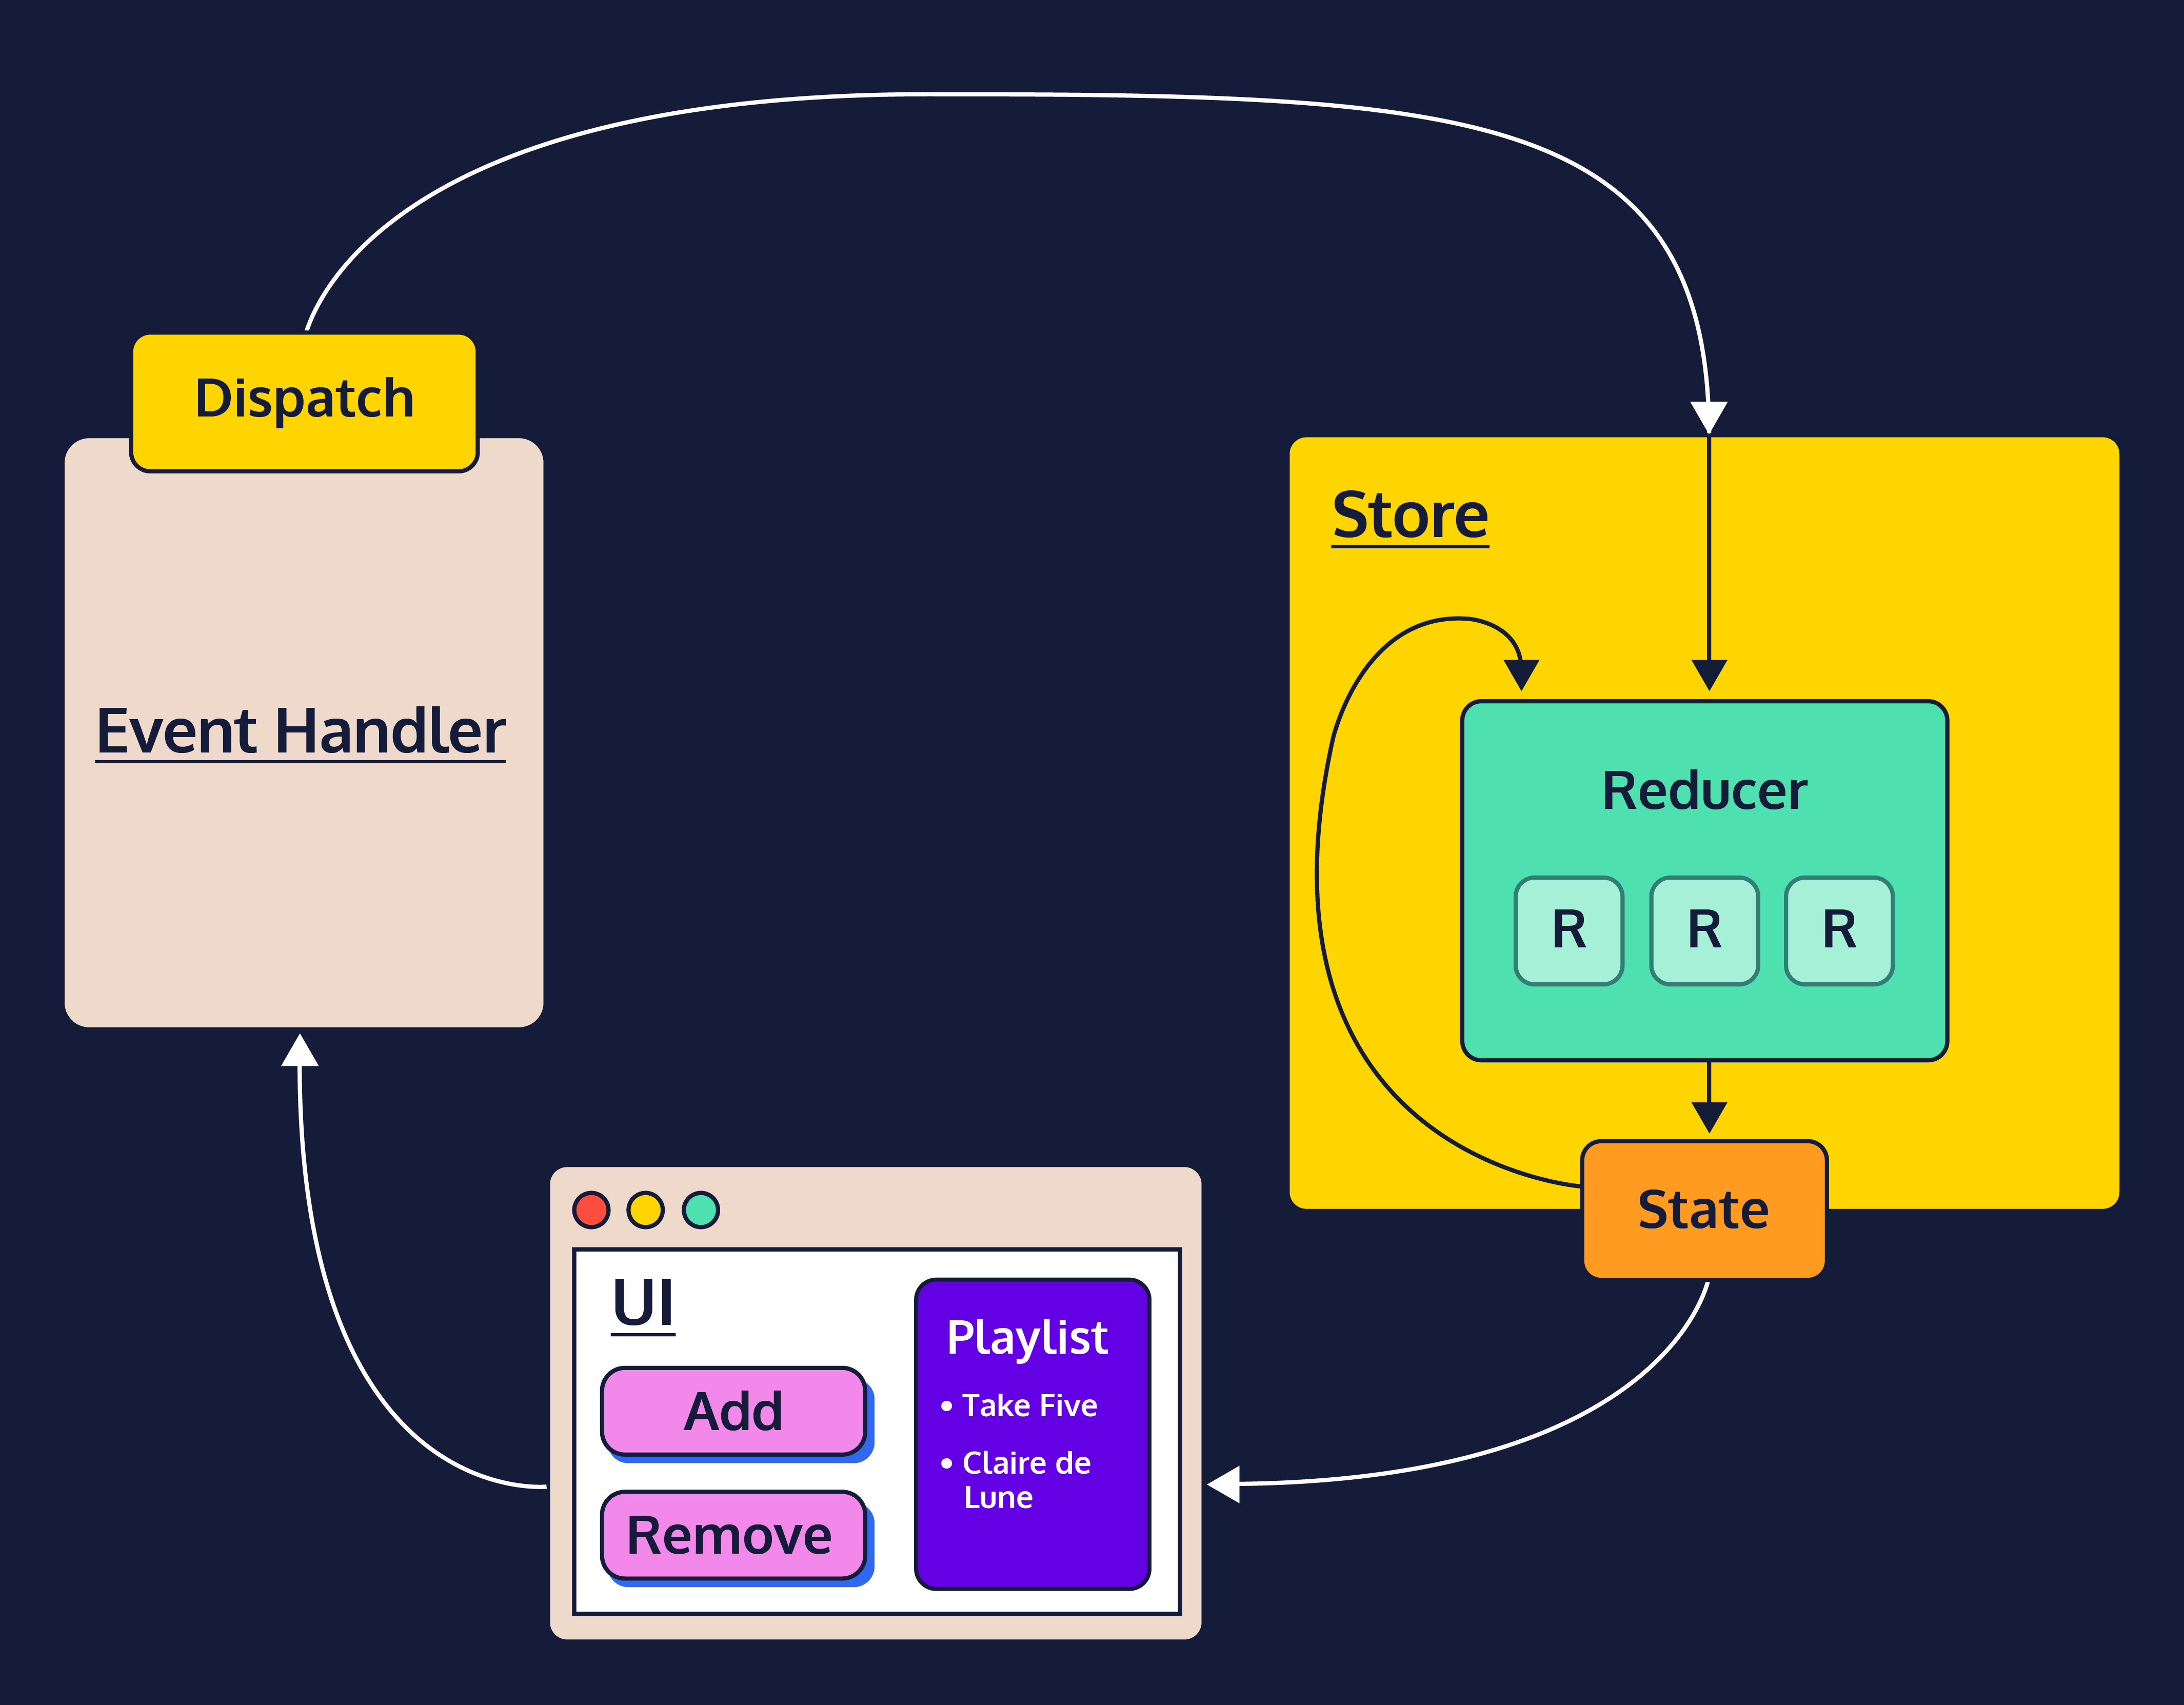 Dispatch
Event Handler
Store
Reducer
R R R
State
UI
Add
Remove
Playlist
• Take Five
• Claire de
Lune